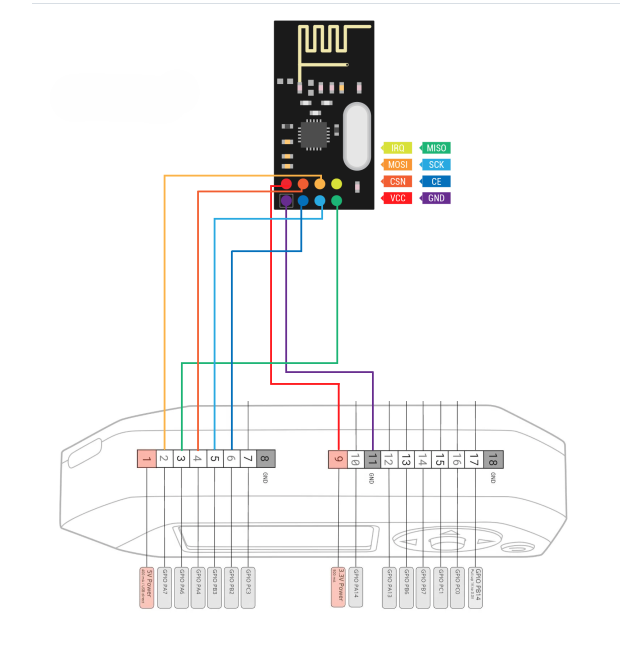 IRQ MISO
MOSI SCK
CSN CE
VCC GND
1 2 3 4 5 6 7 8
GND
9 10 11 12 13 14 15 16 17 18
GND
GND
5V Power
GPIO PA7
GPIO PA6
GPIO PA4
GPIO PB3
GPIO PB2
GPIO PC3
3.3V Power
GPIO PA14
GPIO PA13
GPIO PB6
GPIO PB7
GPIO PC1
GPIO PC0
GPIO PB14